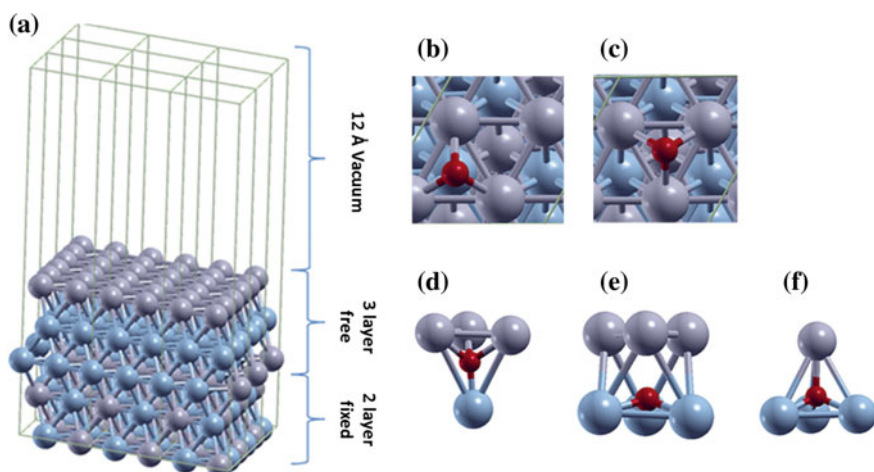 (a)
12 Å Vacuum
3 layer
free
2 layer
fixed
(b)
(c)
(d)
(e)
(f)